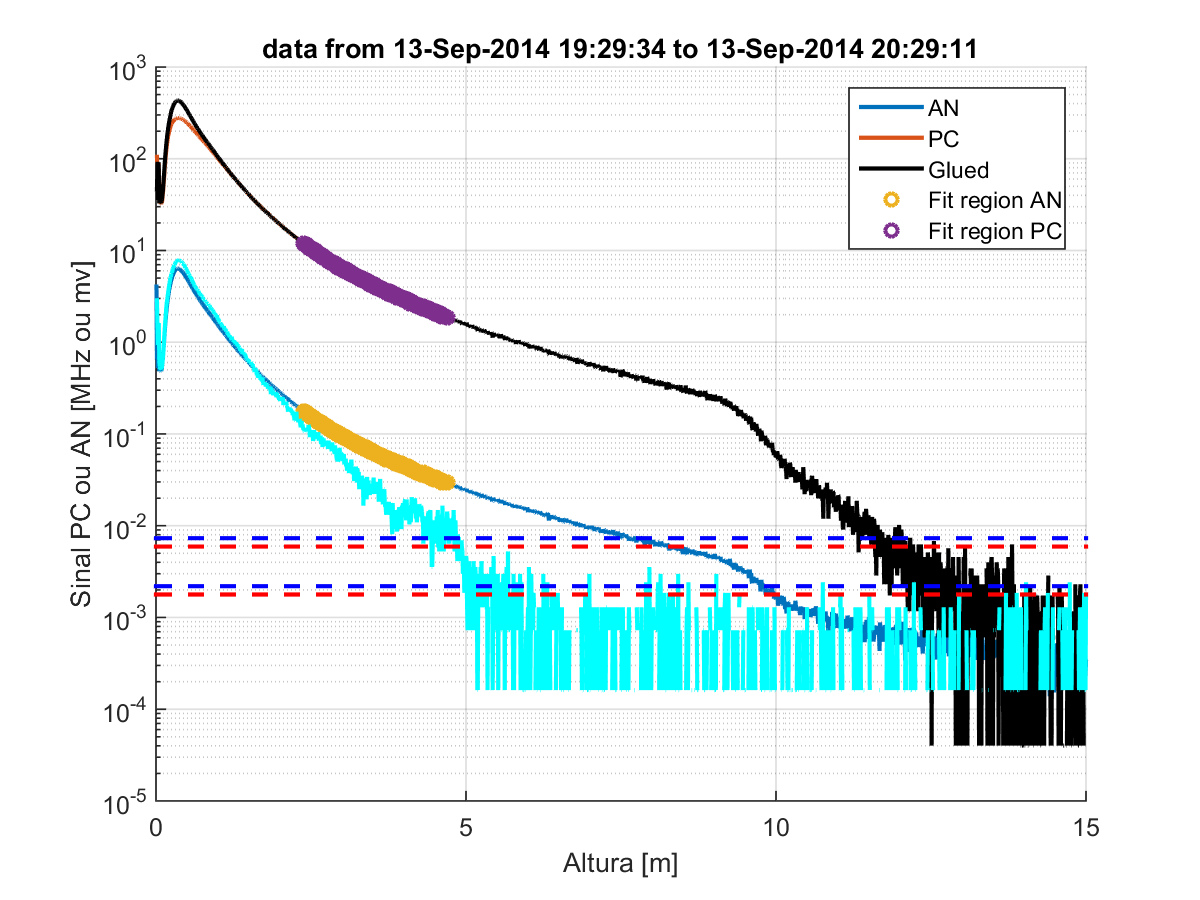 data from 13-Sep-2014 19:29:34 to 13-Sep-2014 20:29:11
10^3
10^2
10^1
10^0
10^-1
10^-2
10^-3
10^-4
10^-5
Sinal PC ou AN [MHz ou mv]
AN
PC
Glued
Fit region AN
Fit region PC
0 5 10 15
Altura [m]